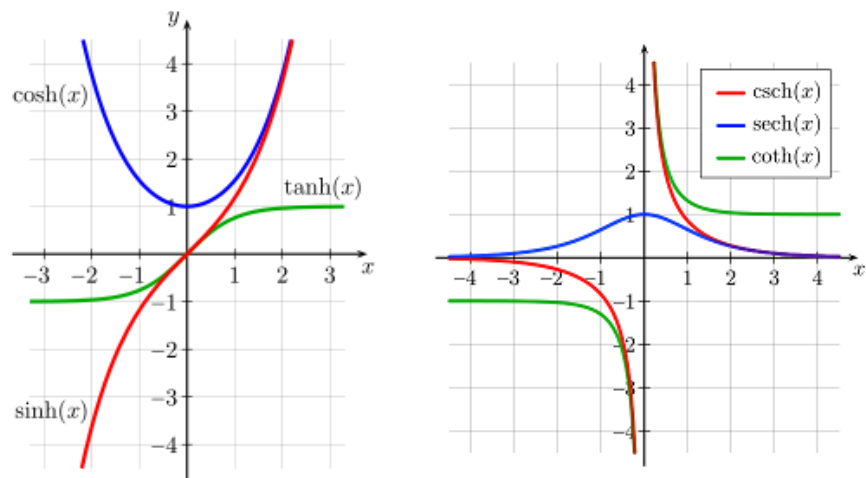 y
4
cosh(x)
3
2
tanh(x)
1
−3 −2 −1 1 2 3 x
−1
−2
−3
sinh(x)
−4
4
csch(x)
3
sech(x)
2
coth(x)
1
x
−4 −3 −2 −1 1 2 3 4
−1
−2
−3
−4